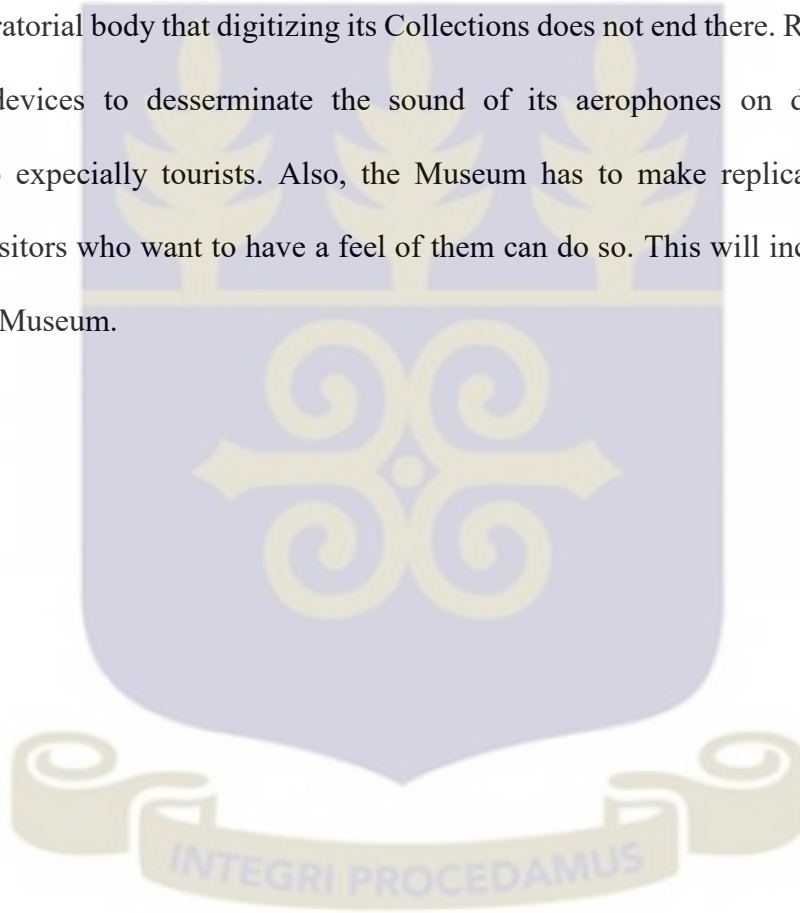 ratorial body that digitizing its Collections does not end there. R
devices to desserminate the sound of its aerophones on d
expecially tourists. Also, the Museum has to make replica
sitors who want to have a feel of them can do so. This will inc
Museum.
INTEGRI PROCEDAMUS